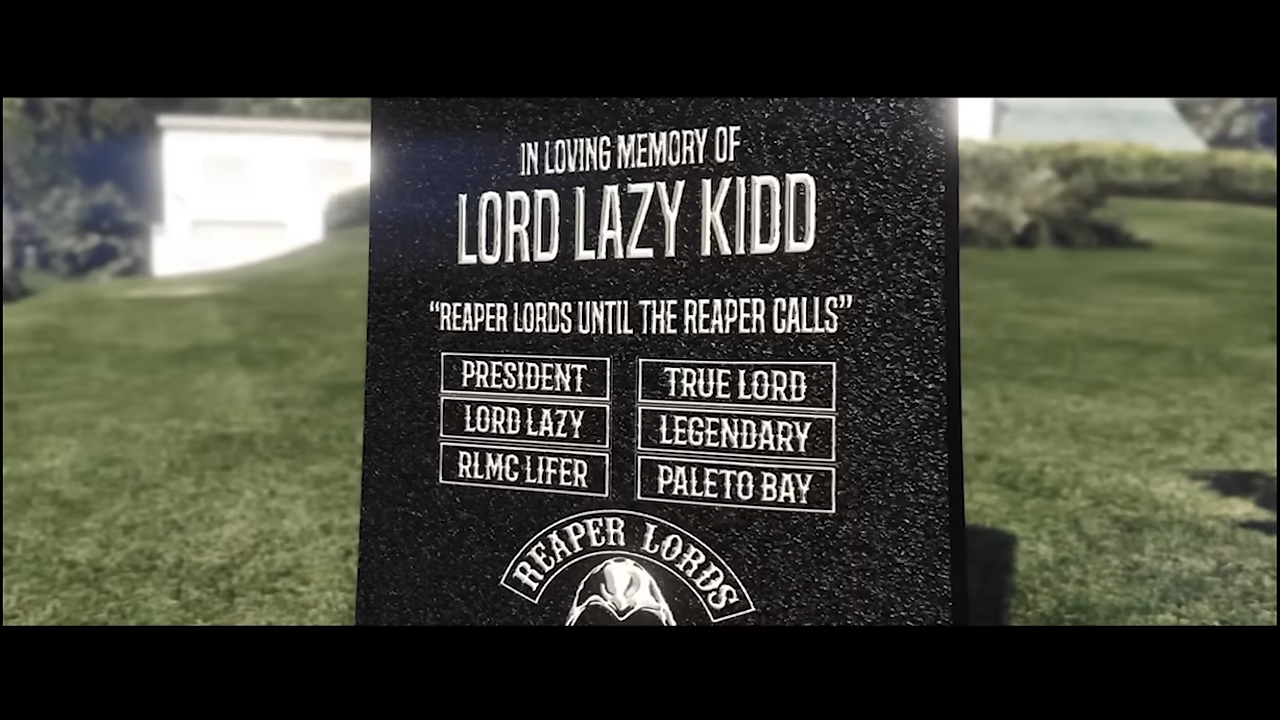 IN LOVING MEMORY OF
LORD LAZY KIDD
“REAPER LORDS UNTIL THE REAPER CALLS”
PRESIDENT
LORD LAZY
RLMC LIFER
TRUE LORD
LEGENDARY
PALETO BAY
REAPER LORDS